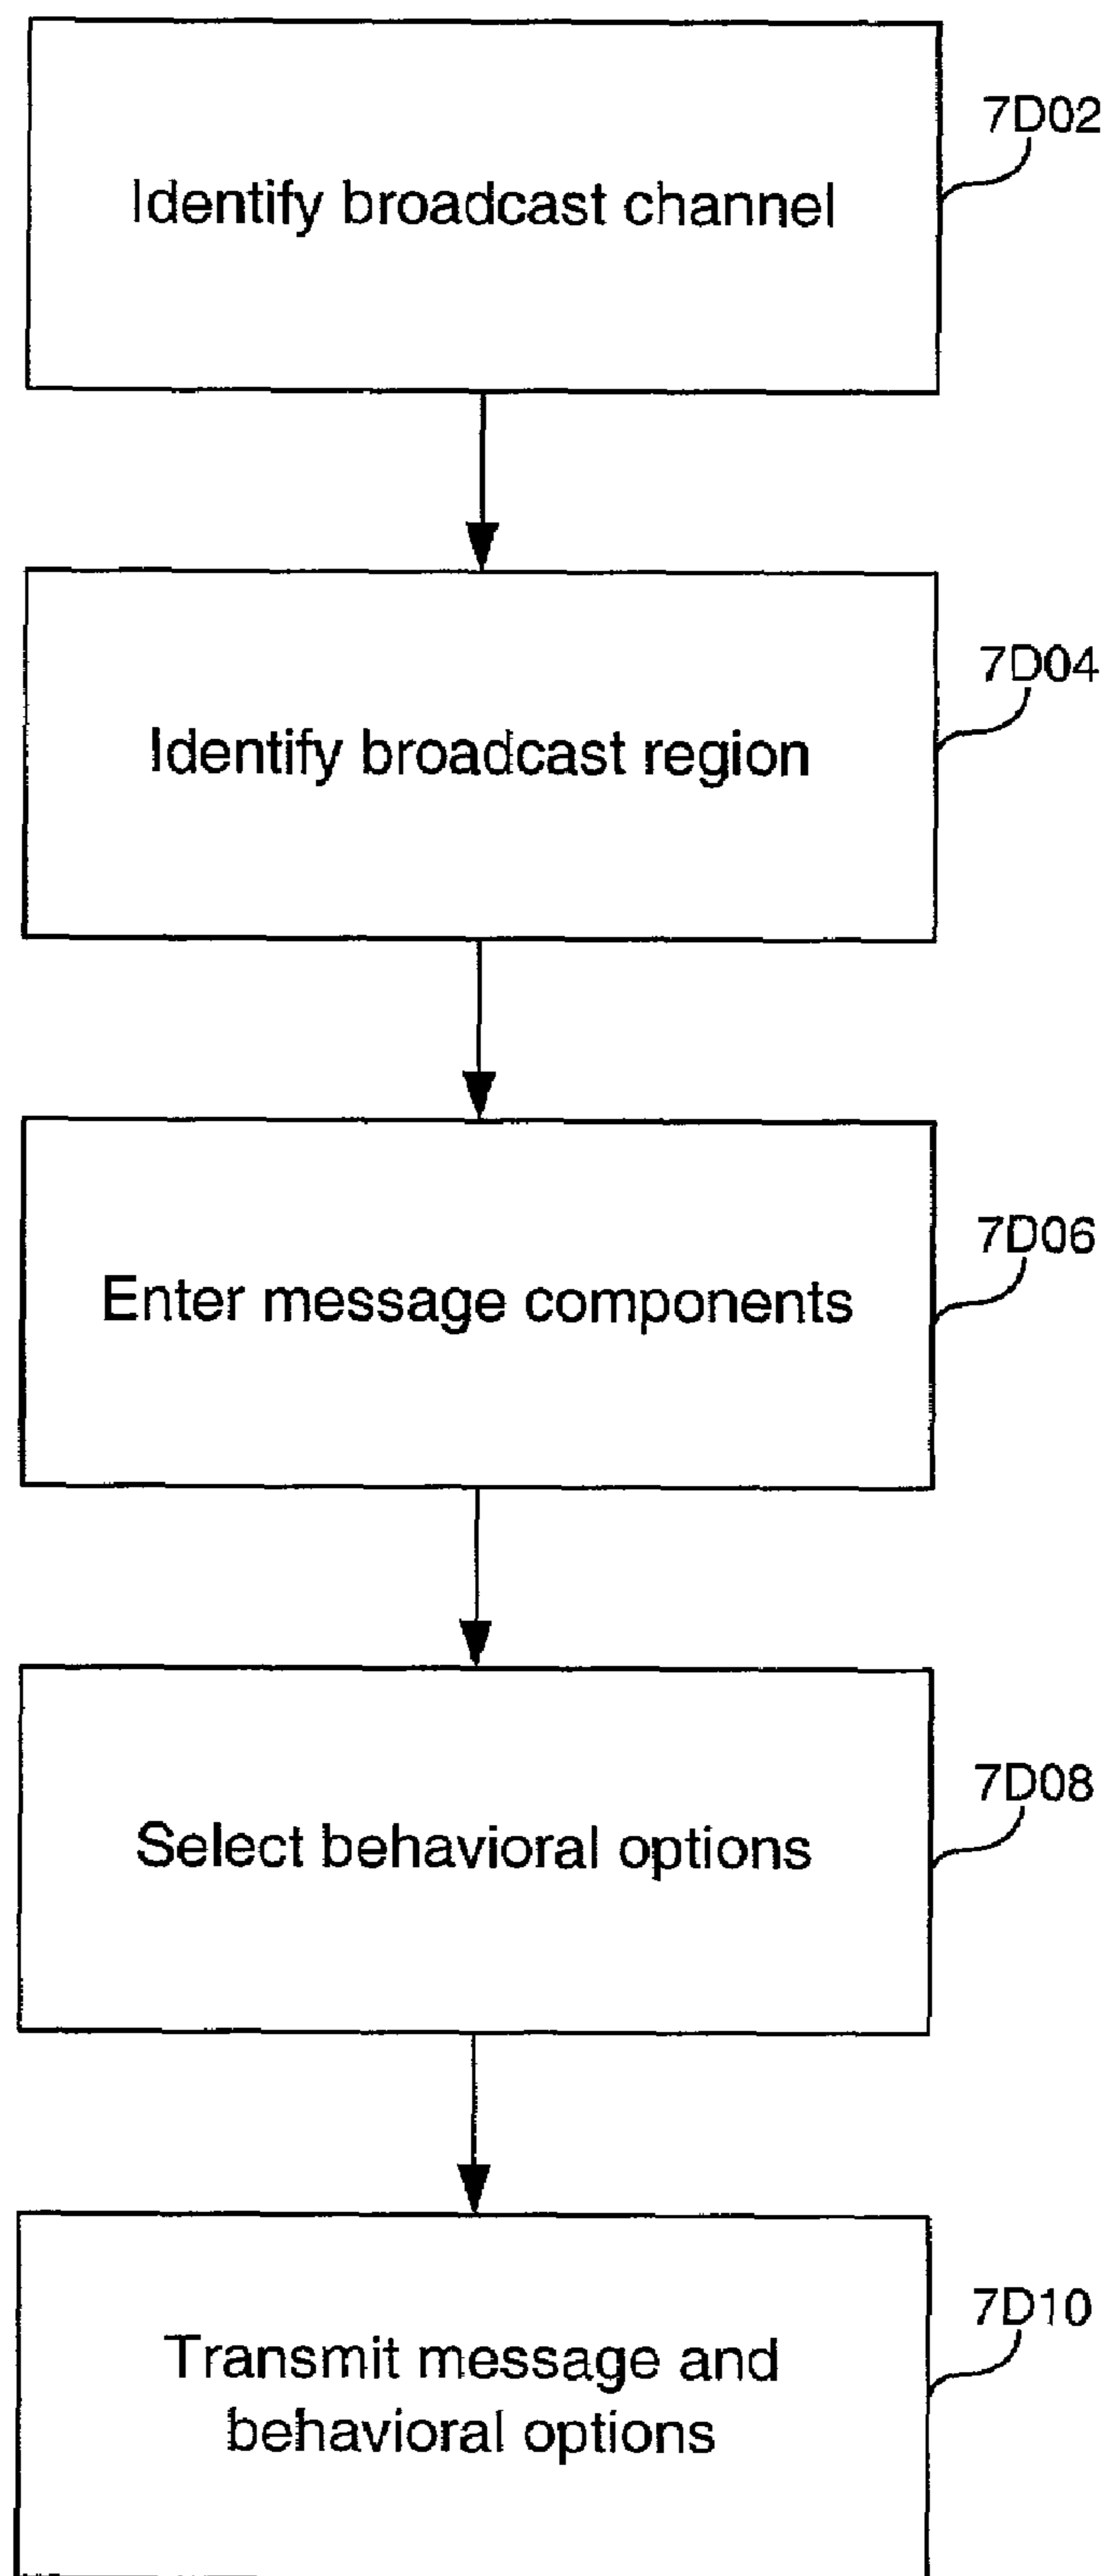 Identify broadcast channel
7D02
Identify broadcast region
7D04
Enter message components
7D06
Select behavioral options
7D08
Transmit message and
behavioral options
7D10